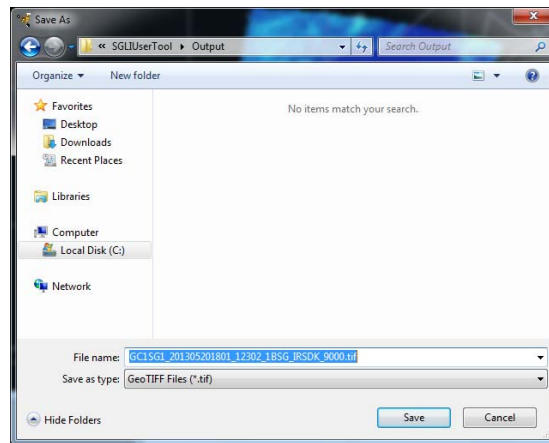 Save As
« SGLIUserTool ▸ Output
Search Output
Organize ▾ New folder
Favorites
Desktop
Downloads
Recent Places
Libraries
Computer
Local Disk (C:)
Network
No items match your search.
File name: GC1SG1_201305201801_12302_1BSG_IRSDK_9000.tif
Save as type: GeoTIFF Files (*.tif)
Hide Folders
Save
Cancel